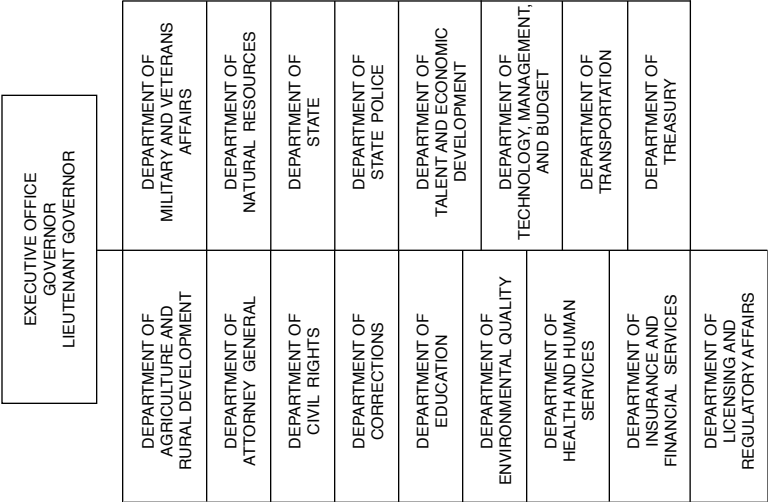 EXECUTIVE OFFICE
GOVERNOR
LIEUTENANT GOVERNOR
DEPARTMENT OF
AGRICULTURE AND
RURAL DEVELOPMENT
DEPARTMENT OF
ATTORNEY GENERAL
DEPARTMENT OF
CIVIL RIGHTS
DEPARTMENT OF
CORRECTIONS
DEPARTMENT OF
EDUCATION
DEPARTMENT OF
ENVIRONMENTAL QUALITY
DEPARTMENT OF
HEALTH AND HUMAN
SERVICES
DEPARTMENT OF
INSURANCE AND
FINANCIAL SERVICES
DEPARTMENT OF
LICENSING AND
REGULATORY AFFAIRS
DEPARTMENT OF
MILITARY AND VETERANS
AFFAIRS
DEPARTMENT OF
NATURAL RESOURCES
DEPARTMENT OF
STATE
DEPARTMENT OF
STATE POLICE
DEPARTMENT OF
TALENT AND ECONOMIC
DEVELOPMENT
DEPARTMENT OF
TECHNOLOGY, MANAGEMENT,
AND BUDGET
DEPARTMENT OF
TRANSPORTATION
DEPARTMENT OF
TREASURY